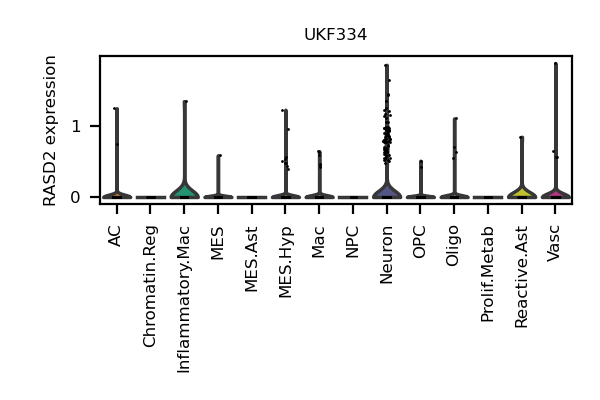 UKF334
RASD2 expression
1
0
AC
Chromatin.Reg
Inflammatory.Mac
MES
MES.Ast
MES.Hyp
Mac
NPC
Neuron
OPC
Oligo
Prolif.Metab
Reactive.Ast
Vasc